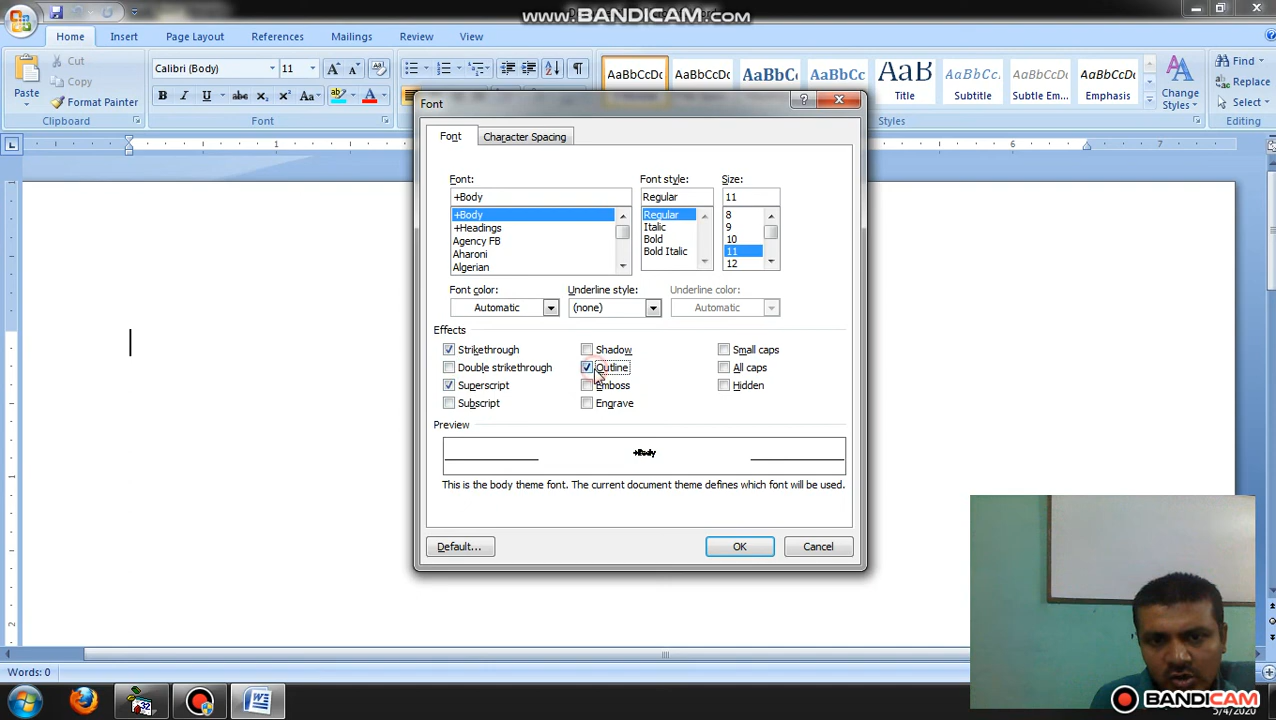 www.BANDICAM.com
Home Insert Page Layout References Mailings Review View
Cut
Copy
Paste
Format Painter
Clipboard
Calibri (Body) 11
Font
AaBbCcDc AaBbCcDc AaBbC AaBbCc AaB AaBbCc. AaBbCcDc AaBbCcDc
Title Subtitle Subtle Em... Emphasis
Change Styles
Styles
Find
Replace
Select
Editing
Font
Font Character Spacing
Font: Font style: Size:
+Body Regular 11
+Body Regular 8
+Headings Italic 9
Agency FB Bold 10
Aharoni Bold Italic 11
Algerian 12
Font color: Underline style: Underline color:
Automatic (none) Automatic
Effects
Strikethrough Shadow Small caps
Double strikethrough Outline All caps
Superscript Emboss Hidden
Subscript Engrave
Preview
+Body
This is the body theme font. The current document theme defines which font will be used.
Default... OK Cancel
Words: 0
32
5/4/2020
BANDICAM